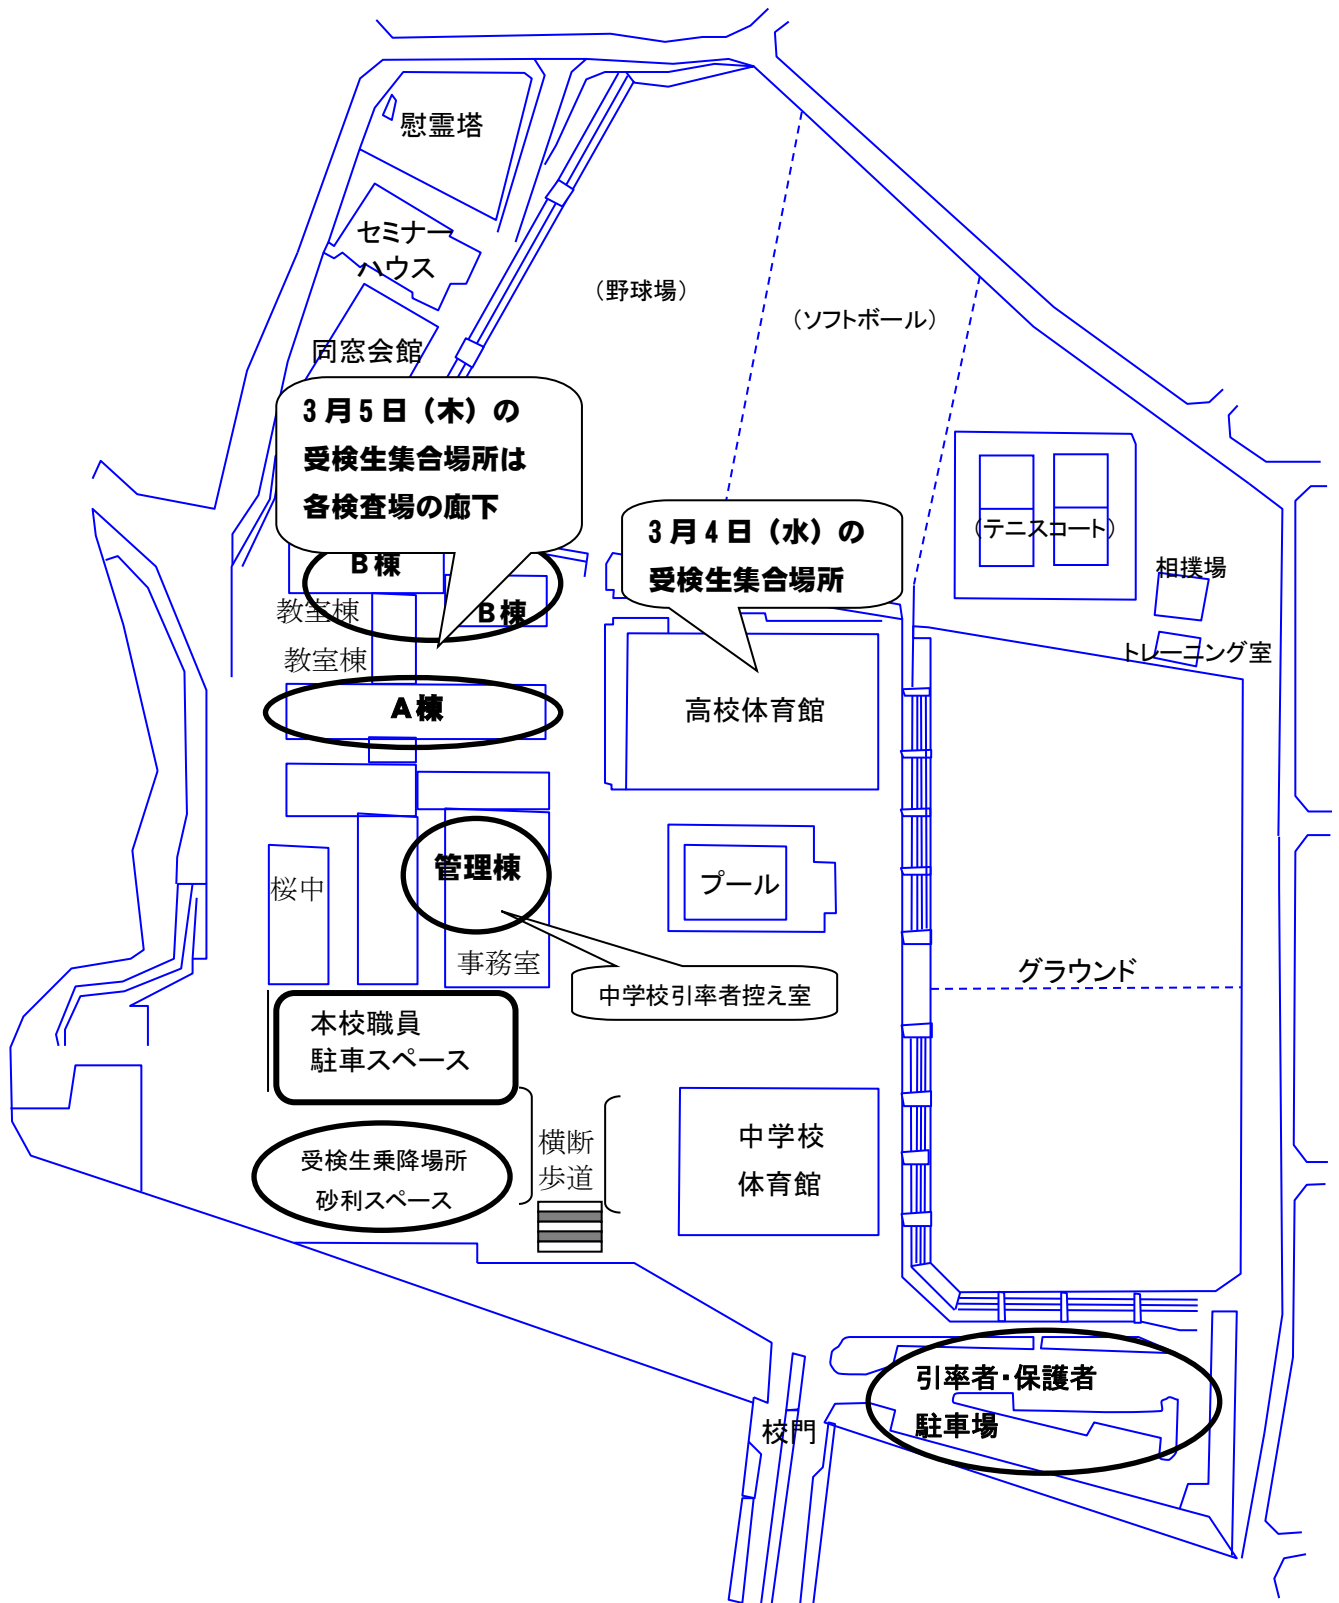 慰霊塔
セミナー
ハウス
(野球場)
(ソフトボール)
同窓会館
3月5日(木)の
受検生集合場所は
各検査場の廊下
3月4日(水)の
受検生集合場所
(テニスコート)
相撲場
トレーニング室
B棟
B棟
教室棟
教室棟
A棟
高校体育館
管理棟
桜中
プール
事務室
中学校引率者控え室
グラウンド
本校職員
駐車スペース
横断
歩道
中学校
体育館
受検生乗降場所
砂利スペース
引率者・保護者
駐車場
校門